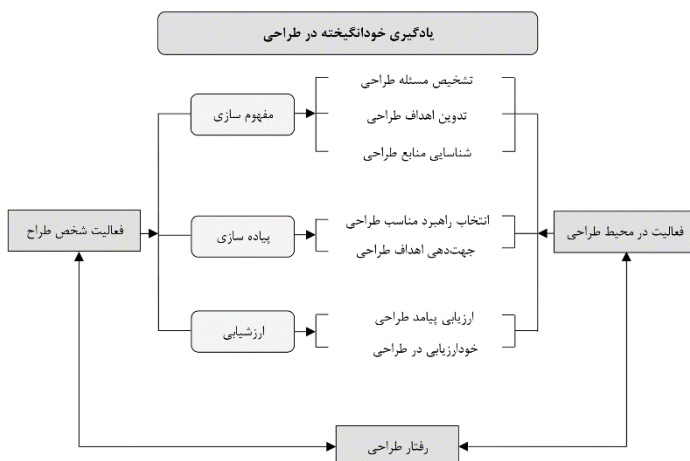 یادگیری خودانگیخته در طراحی
تشخیص مسئله طراحی
مفهوم سازی
تدوین اهداف طراحی
شناسایی منابع طراحی
فعالیت در محیط طراحی
انتخاب راهبرد مناسب طراحی
پیاده سازی
فعالیت شخص طراح
جهت‌دهی اهداف طراحی
ارزیابی پیامد طراحی
ارزشیابی
خودارزیابی در طراحی
رفتار طراحی